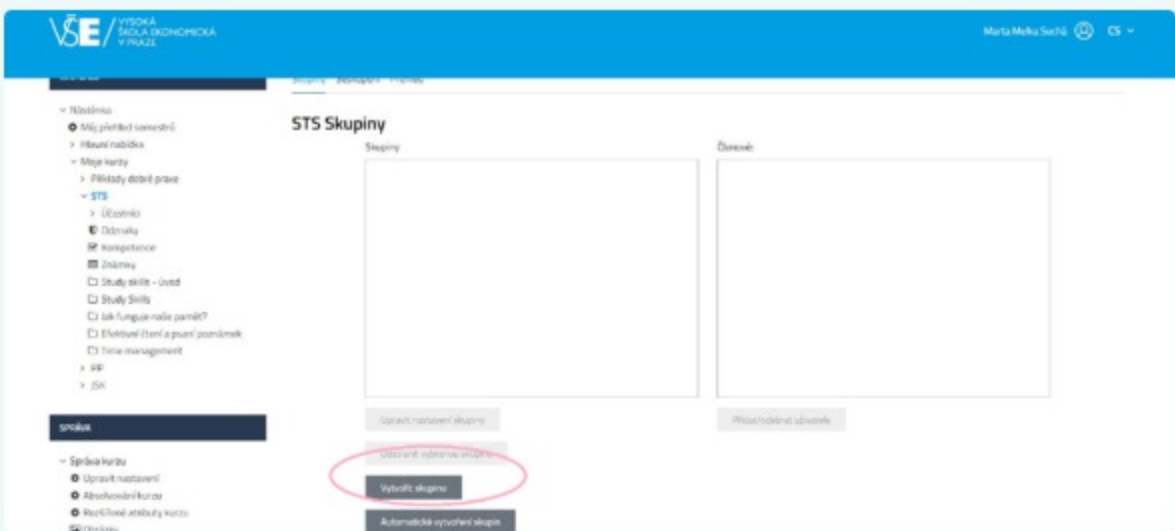 VŠE / VYSOKÁ
ŠKOLA EKONOMICKÁ
V PRAZE
Marta Melka Suchá CS
Skupiny Seskupení Přehled
Nástěnka
Můj přehled semestrů
Hlavní nabídka
Moje kurzy
Příklady dobré praxe
STS
Účastníci
Odznaky
Kompetence
Známky
Study skills - úvod
Study Skills
Jak funguje naše paměť?
Efektivní čtení a psaní poznámek
Time management
JSK
STS Skupiny
Skupiny
Členové
Upravit nastavení skupiny
Přidat/odebrat uživatele
Odstranit vybranou skupinu
Vytvořit skupinu
Automatické vytvoření skupin
SPRÁVA
Správa kurzu
Upravit nastavení
Absolvování kurzu
Rozšířené atributy kurzu